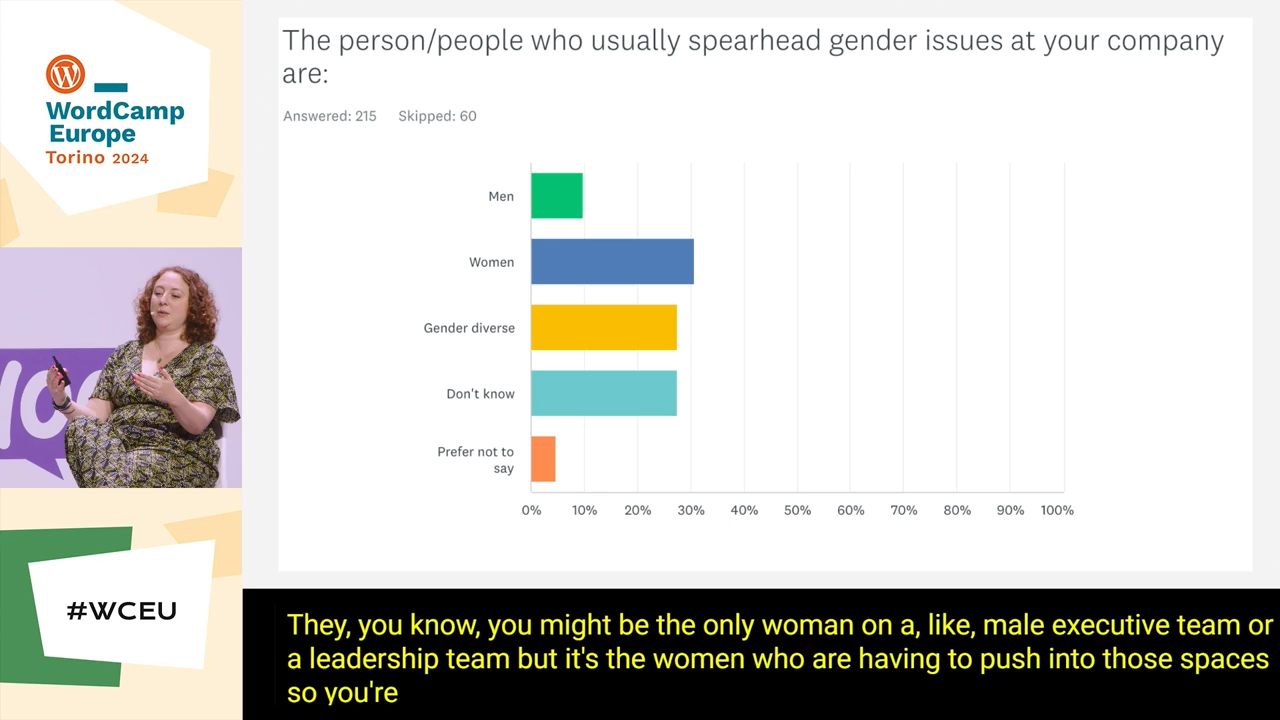 WordCamp
Europe
Torino 2024
The person/people who usually spearhead gender issues at your company
are:
Answered: 215 Skipped: 60
Men
Women
Gender diverse
Don't know
Prefer not to
say
0% 10% 20% 30% 40% 50% 60% 70% 80% 90% 100%
#WCEU
They, you know, you might be the only woman on a, like, male executive team or
a leadership team but it's the women who are having to push into those spaces
so you're